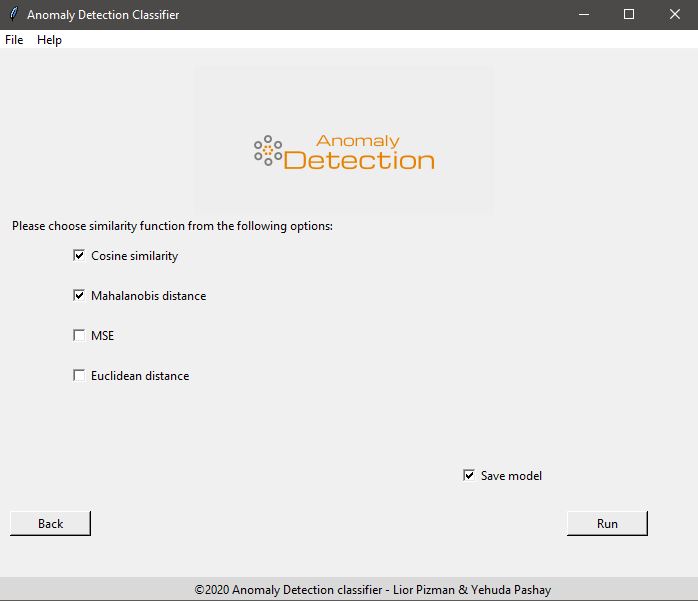 Anomaly Detection Classifier
File Help
Anomaly
Detection
Please choose similarity function from the following options:
Cosine similarity
Mahalanobis distance
MSE
Euclidean distance
Save model
Back Run
©2020 Anomaly Detection classifier - Lior Pizman & Yehuda Pashay